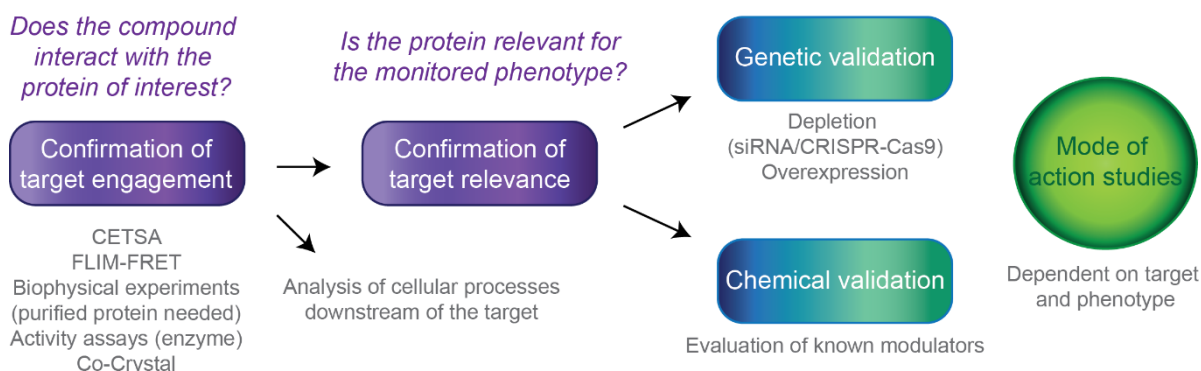 Does the compound
interact with the
protein of interest?
Confirmation of
target engagement
CETSA
FLIM-FRET
Biophysical experiments
(purified protein needed)
Activity assays (enzyme)
Co-Crystal
Is the protein relevant for
the monitored phenotype?
Confirmation of
target relevance
Analysis of cellular processes
downstream of the target
Genetic validation
Depletion
(siRNA/CRISPR-Cas9)
Overexpression
Chemical validation
Evaluation of known modulators
Mode of
action studies
Dependent on target
and phenotype